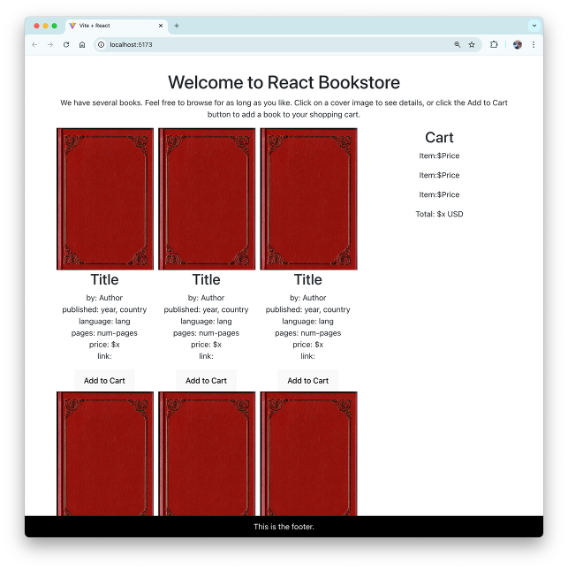 Vite + React
localhost:5173
Welcome to React Bookstore
We have several books. Feel free to browse for as long as you like. Click on a cover image to see details, or click the Add to Cart
button to add a book to your shopping cart.
Title
by: Author
published: year, country
language: lang
pages: num-pages
price: $x
link:
Add to Cart
Title
by: Author
published: year, country
language: lang
pages: num-pages
price: $x
link:
Add to Cart
Title
by: Author
published: year, country
language: lang
pages: num-pages
price: $x
link:
Add to Cart
Cart
Item:$Price
Item:$Price
Item:$Price
Total: $x USD
This is the footer.